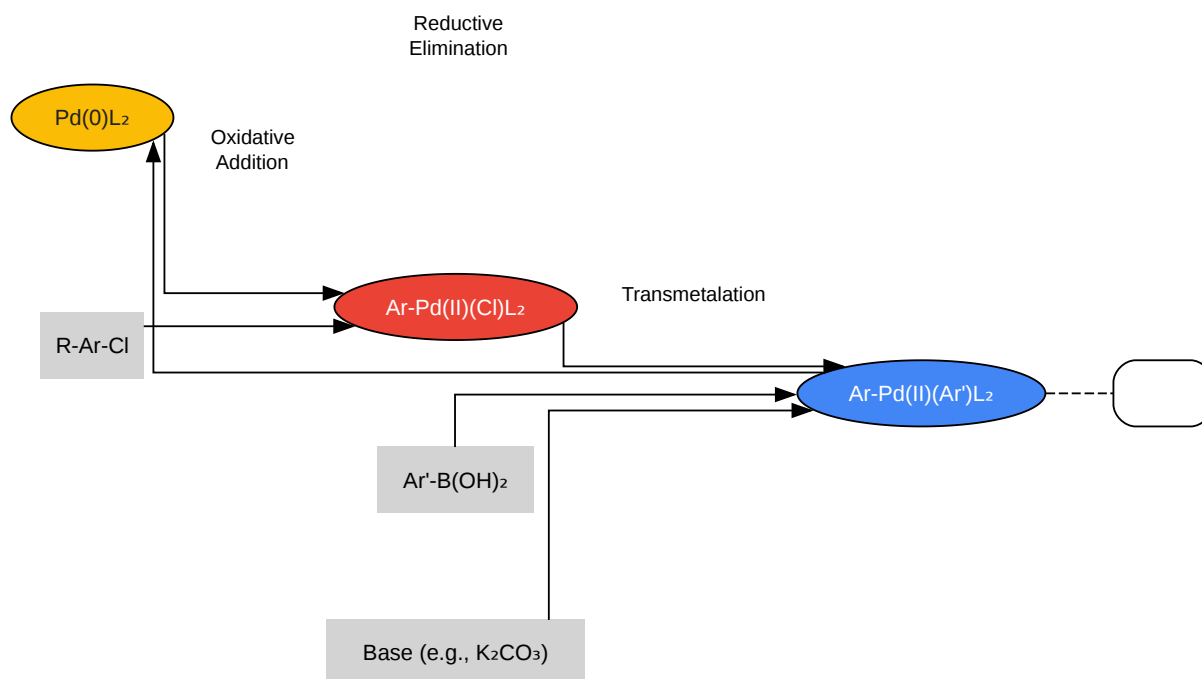 Reductive
Elimination
Pd(0)L₂
Oxidative
Addition
Ar-Pd(II)(Cl)L₂
Transmetalation
R-Ar-Cl
Ar-Pd(II)(Ar')L₂
Ar'-B(OH)₂
Base (e.g., K₂CO₃)